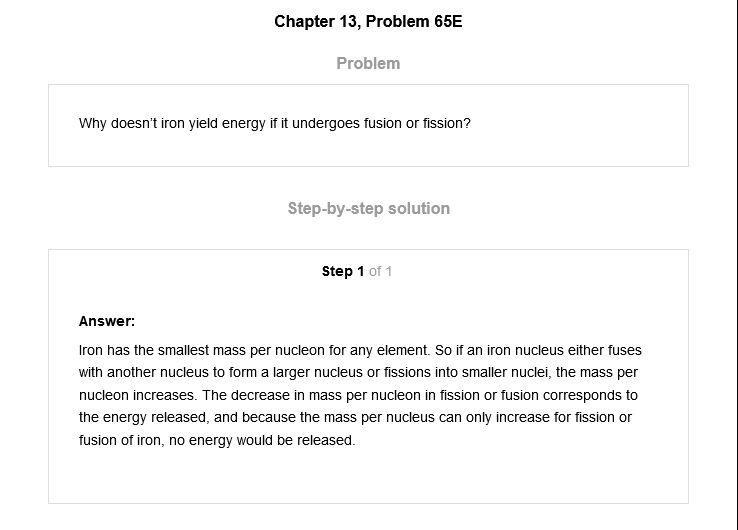 Chapter 13, Problem 65E
Problem
Why doesn't iron yield energy if it undergoes fusion or fission?
Step-by-step solution
Step 1 of 1
Answer:
Iron has the smallest mass per nucleon for any element. So if an iron nucleus either fuses
with another nucleus to form a larger nucleus or fissions into smaller nuclei, the mass per
nucleon increases. The decrease in mass per nucleon in fission or fusion corresponds to
the energy released, and because the mass per nucleus can only increase for fission or
fusion of iron, no energy would be released.